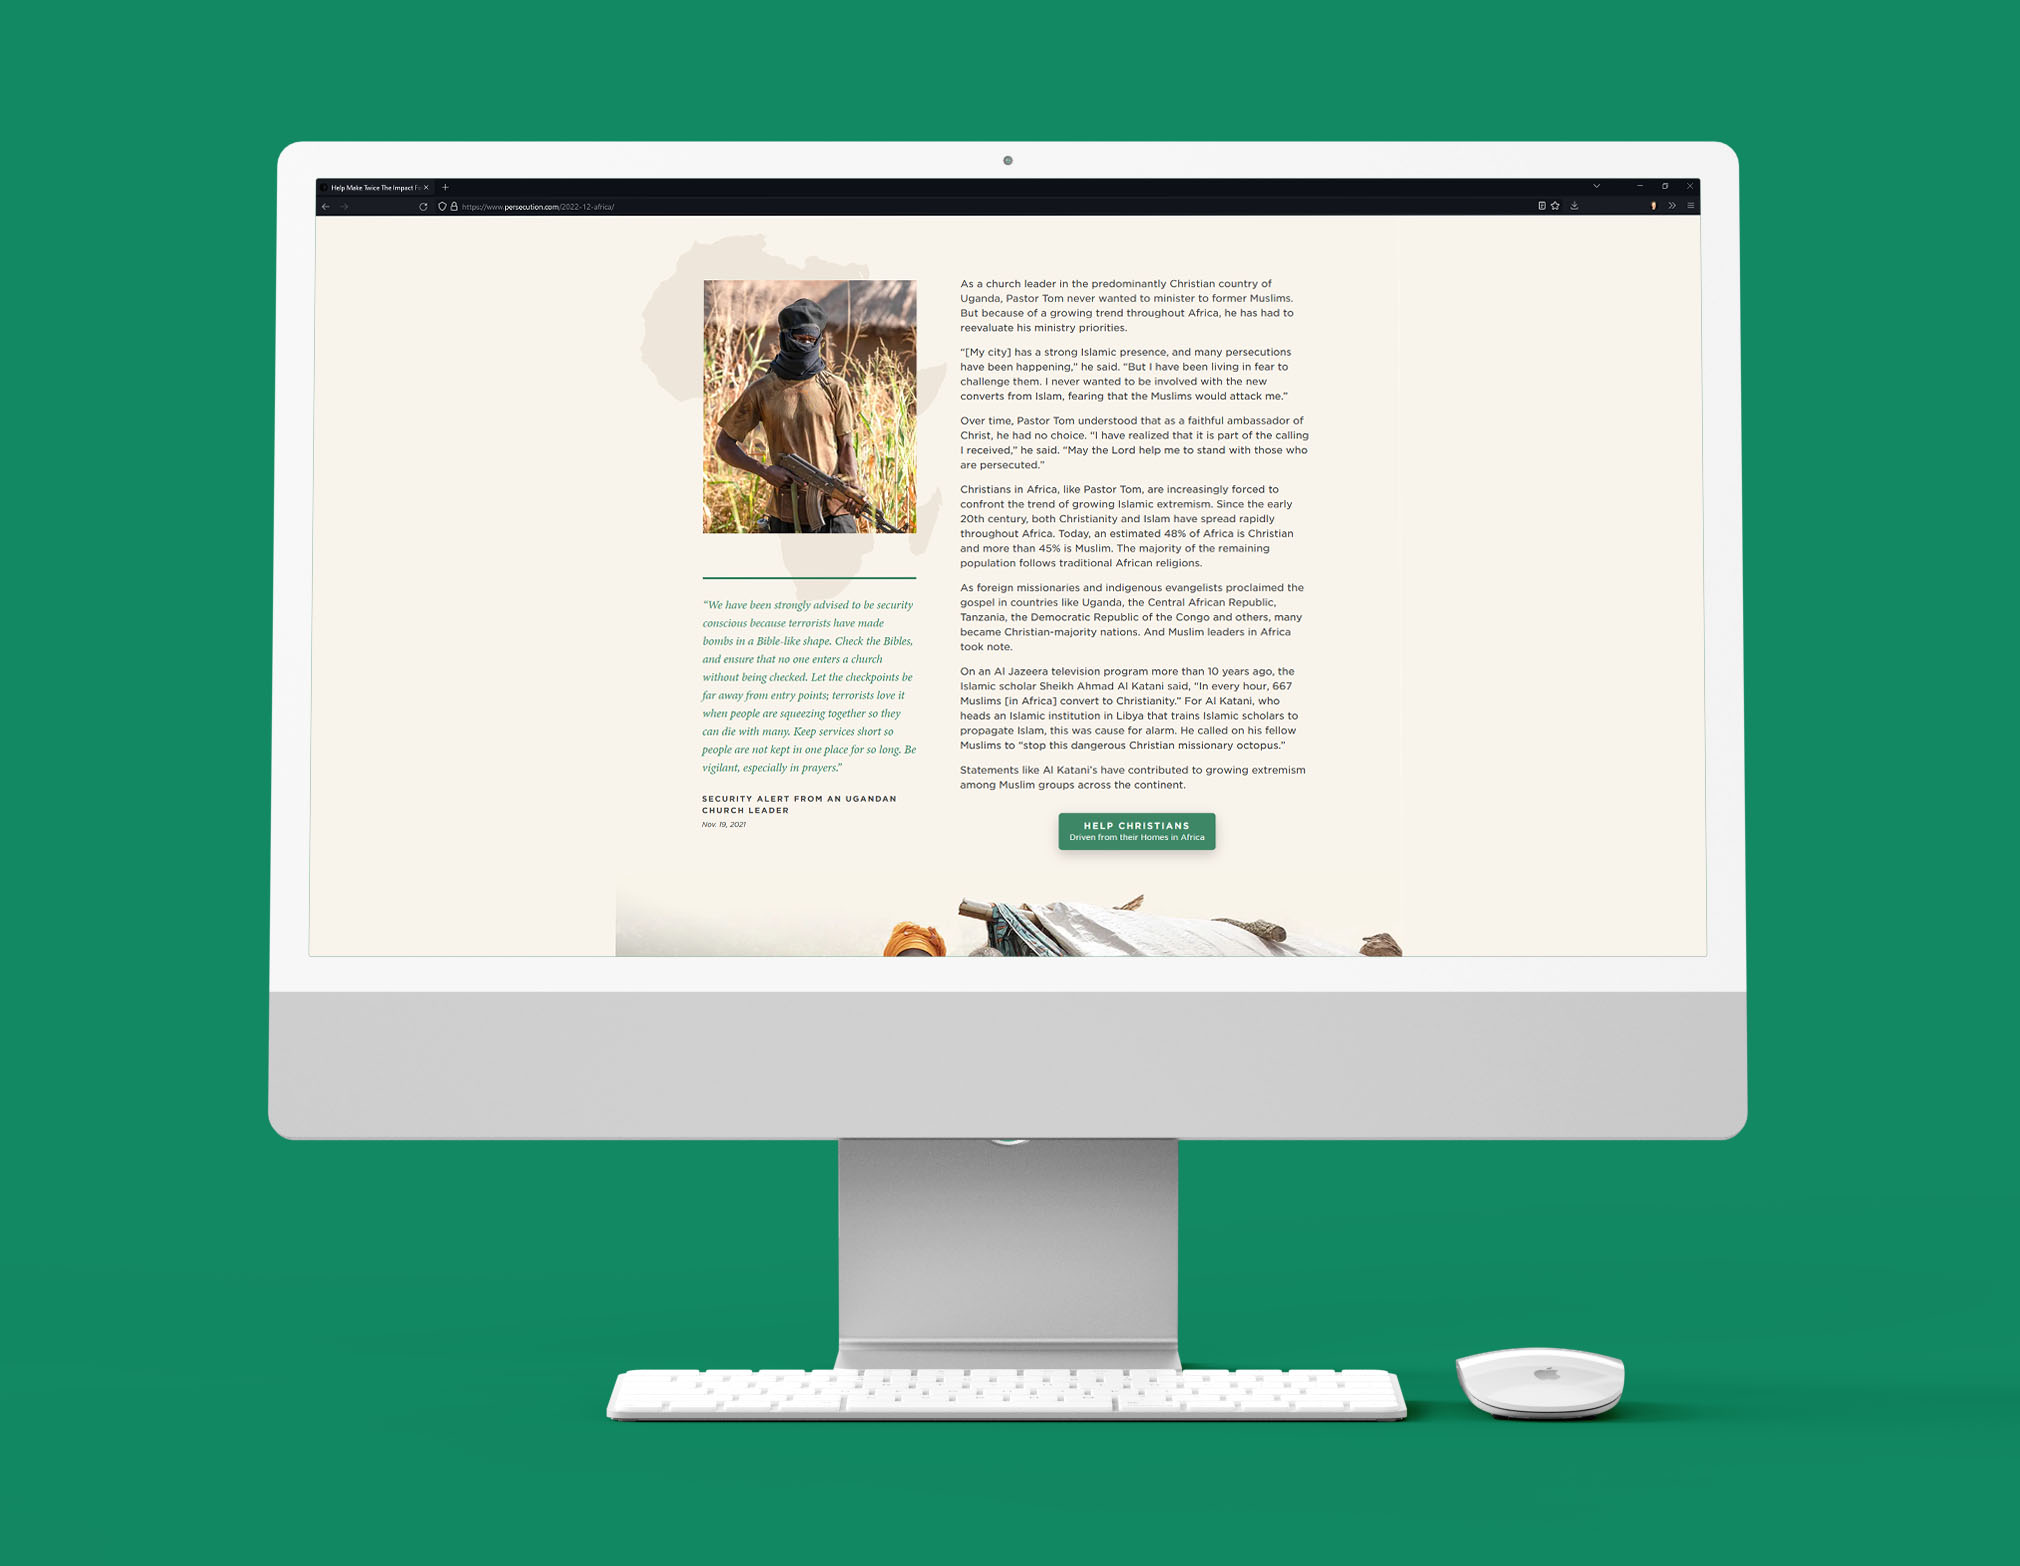 Help Make Twice The Impact Fo
https://www.persecution.com/2022-12-africa/
“We have been strongly advised to be security
conscious because terrorists have made
bombs in a Bible-like shape. Check the Bibles,
and ensure that no one enters a church
without being checked. Let the checkpoints be
far away from entry points; terrorists love it
when people are squeezing together so they
can die with many. Keep services short so
people are not kept in one place for so long. Be
vigilant, especially in prayers.”
SECURITY ALERT FROM AN UGANDAN
CHURCH LEADER
Nov. 19, 2021
As a church leader in the predominantly Christian country of
Uganda, Pastor Tom never wanted to minister to former Muslims.
But because of a growing trend throughout Africa, he has had to
reevaluate his ministry priorities.
“[My city] has a strong Islamic presence, and many persecutions
have been happening,” he said. “But I have been living in fear to
challenge them. I never wanted to be involved with the new
converts from Islam, fearing that the Muslims would attack me.”
Over time, Pastor Tom understood that as a faithful ambassador of
Christ, he had no choice. “I have realized that it is part of the calling
I received,” he said. “May the Lord help me to stand with those who
are persecuted.”
Christians in Africa, like Pastor Tom, are increasingly forced to
confront the trend of growing Islamic extremism. Since the early
20th century, both Christianity and Islam have spread rapidly
throughout Africa. Today, an estimated 48% of Africa is Christian
and more than 45% is Muslim. The majority of the remaining
population follows traditional African religions.
As foreign missionaries and indigenous evangelists proclaimed the
gospel in countries like Uganda, the Central African Republic,
Tanzania, the Democratic Republic of the Congo and others, many
became Christian-majority nations. And Muslim leaders in Africa
took note.
On an Al Jazeera television program more than 10 years ago, the
Islamic scholar Sheikh Ahmad Al Katani said, “In every hour, 667
Muslims [in Africa] convert to Christianity.” For Al Katani, who
heads an Islamic institution in Libya that trains Islamic scholars to
propagate Islam, this was cause for alarm. He called on his fellow
Muslims to “stop this dangerous Christian missionary octopus.”
Statements like Al Katani’s have contributed to growing extremism
among Muslim groups across the continent.
HELP CHRISTIANS
Driven from their Homes in Africa